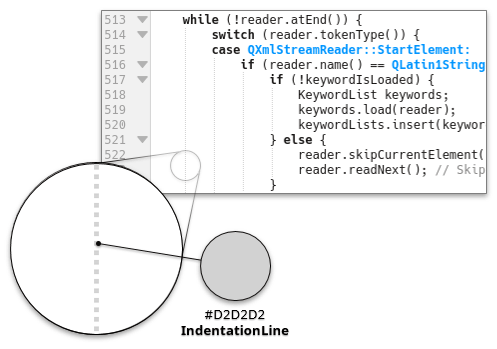 513 while (!reader.atEnd()) {
514 switch (reader.tokenType()) {
515 case QXmlStreamReader::StartElement:
516 if (reader.name() == QLatin1String
517 if (!keywordIsLoaded) {
518 KeywordList keywords;
519 keywords.load(reader);
520 keywordLists.insert(keywor
521 } else {
522 reader.skipCurrentElement(
reader.readNext(); // Skip
}
#D2D2D2
IndentationLine